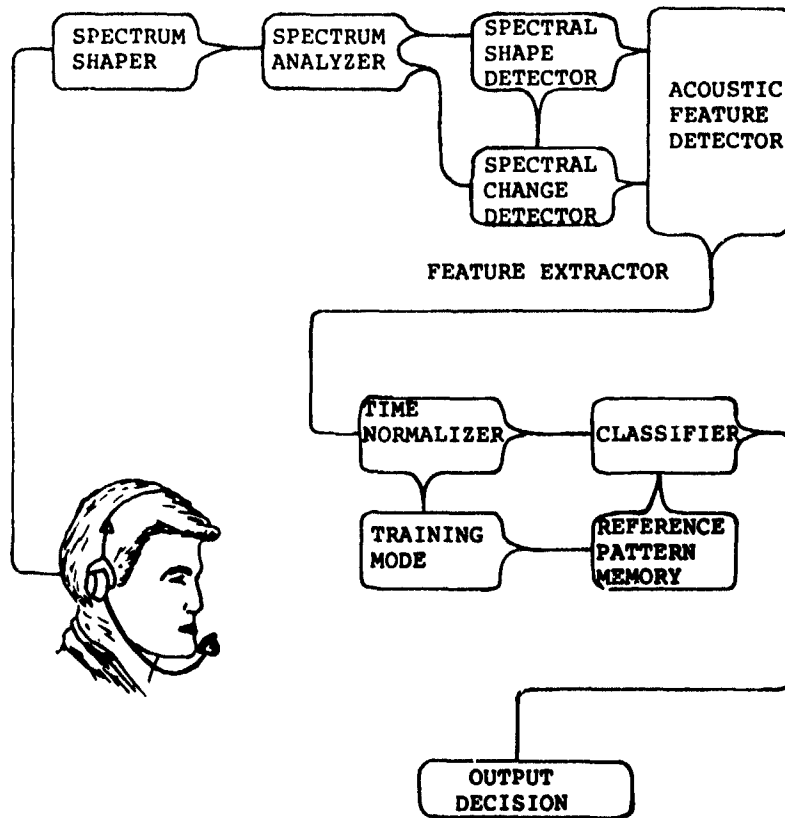 SPECTRUM
SHAPER
SPECTRUM
ANALYZER
SPECTRAL
SHAPE
DETECTOR
ACOUSTIC
FEATURE
DETECTOR
SPECTRAL
CHANGE
DETECTOR
FEATURE EXTRACTOR
TIME
NORMALIZER
CLASSIFIER
TRAINING
MODE
REFERENCE
PATTERN
MEMORY
OUTPUT
DECISION